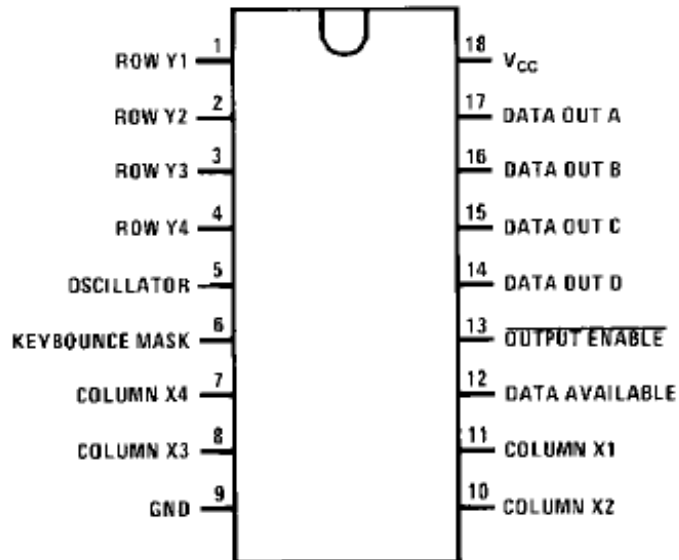 ROW Y1 1
ROW Y2 2
ROW Y3 3
ROW Y4 4
OSCILLATOR 5
KEYBOUNCE MASK 6
COLUMN X4 7
COLUMN X3 8
GND 9
18 VCC
17 DATA OUT A
16 DATA OUT B
15 DATA OUT C
14 DATA OUT D
13 OUTPUT ENABLE
12 DATA AVAILABLE
11 COLUMN X1
10 COLUMN X2